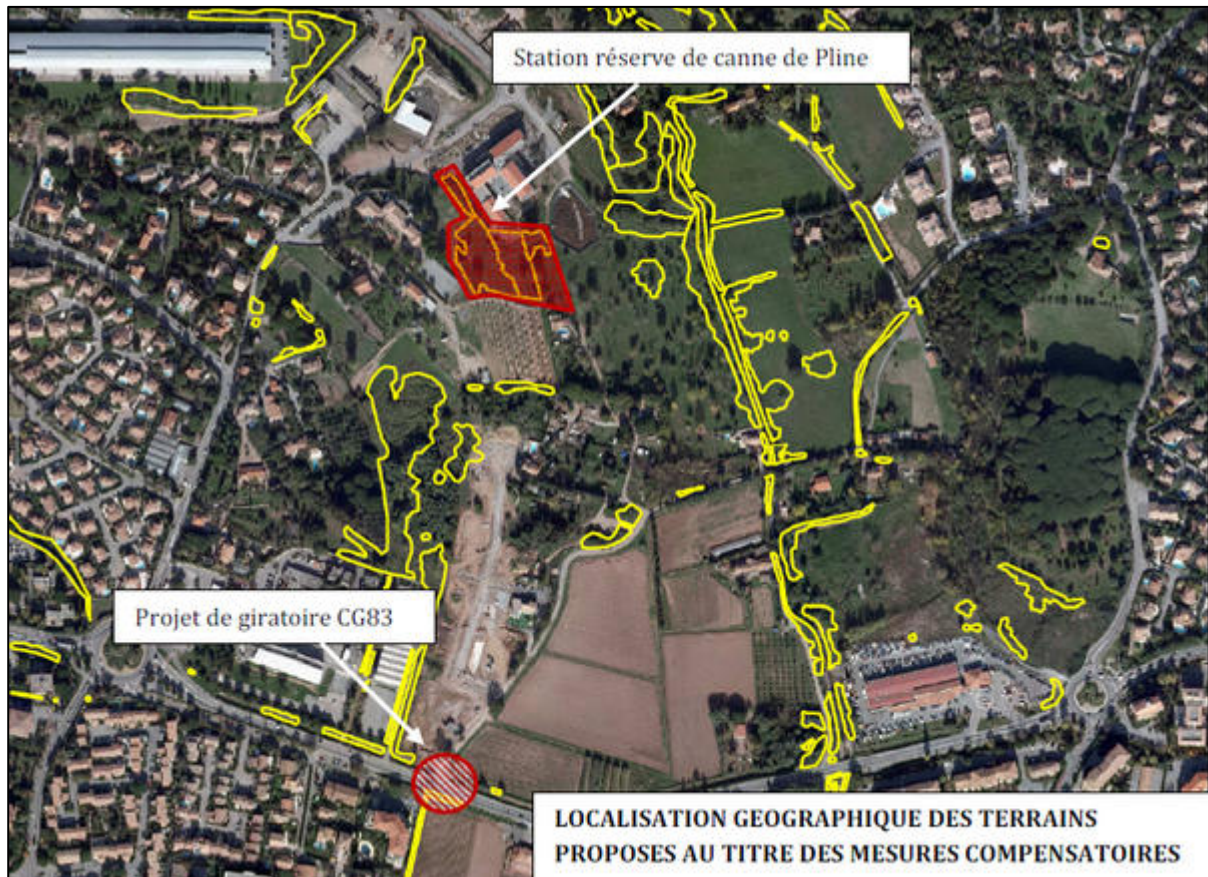 Station réserve de canne de Pline
Projet de giratoire CG83
LOCALISATION GEOGRAPHIQUE DES TERRAINS
PROPOSES AU TITRE DES MESURES COMPENSATOIRES